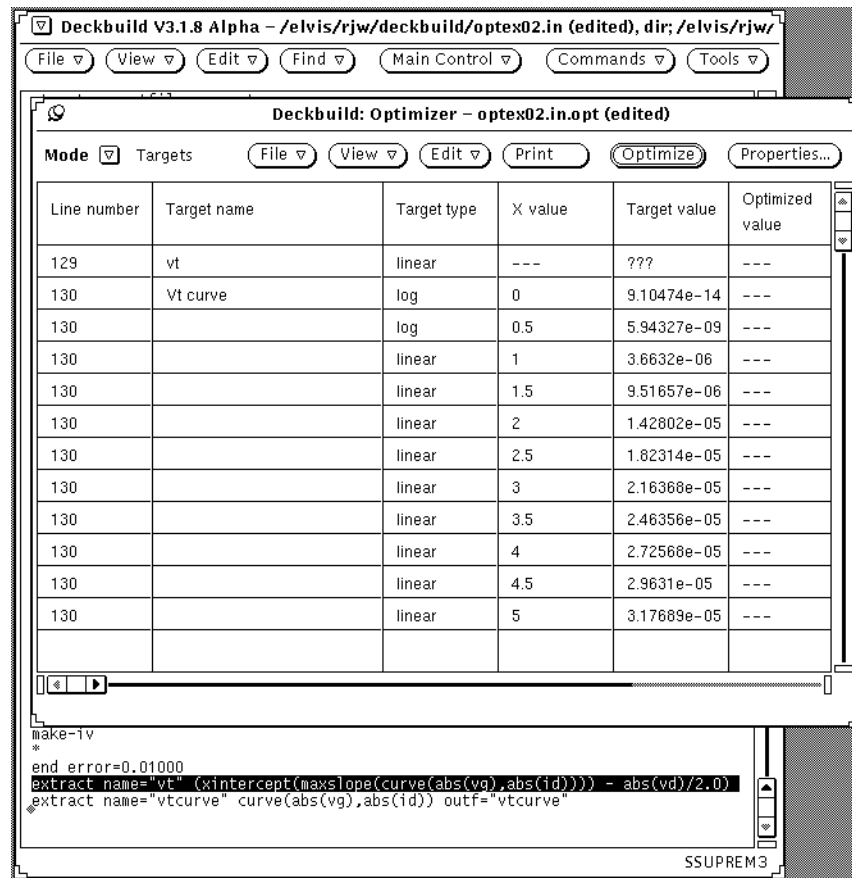 Deckbuild V3.1.8 Alpha – /elvis/rjw/deckbuild/optex02.in (edited), dir; /elvis/rjw/
File View Edit Find Main Control Commands Tools
Deckbuild: Optimizer – optex02.in.opt (edited)
Mode Targets File View Edit Print Optimize Properties...
Line number Target name Target type X value Target value Optimized value
129 vt linear --- ??? ---
130 Vt curve log 0 9.10474e-14 ---
130 log 0.5 5.94327e-09 ---
130 linear 1 3.6632e-06 ---
130 linear 1.5 9.51657e-06 ---
130 linear 2 1.42802e-05 ---
130 linear 2.5 1.82314e-05 ---
130 linear 3 2.16368e-05 ---
130 linear 3.5 2.46356e-05 ---
130 linear 4 2.72568e-05 ---
130 linear 4.5 2.9631e-05 ---
130 linear 5 3.17689e-05 ---
make-iv
*
end error=0.01000
extract name="vt" (xintercept(maxslope(curve(abs(vg),abs(id)))) - abs(vd)/2.0)
extract name="vtcurve" curve(abs(vg),abs(id)) outf="vtcurve"
SSUPREM3